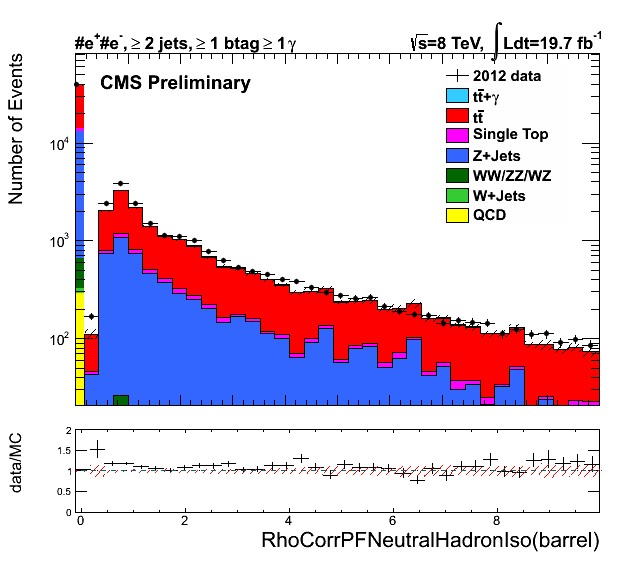 #e⁺#e⁻, ≥ 2 jets, ≥ 1 btag ≥ 1γ
√s=8 TeV, ∫Ldt=19.7 fb⁻¹
CMS Preliminary
2012 data
tt̄+γ
tt̄
Single Top
Z+Jets
WW/ZZ/WZ
W+Jets
QCD
Number of Events
10⁴
10³
10²
data/MC
2
1.5
1
0.5
0
0 2 4 6 8
RhoCorrPFNeutralHadronIso(barrel)